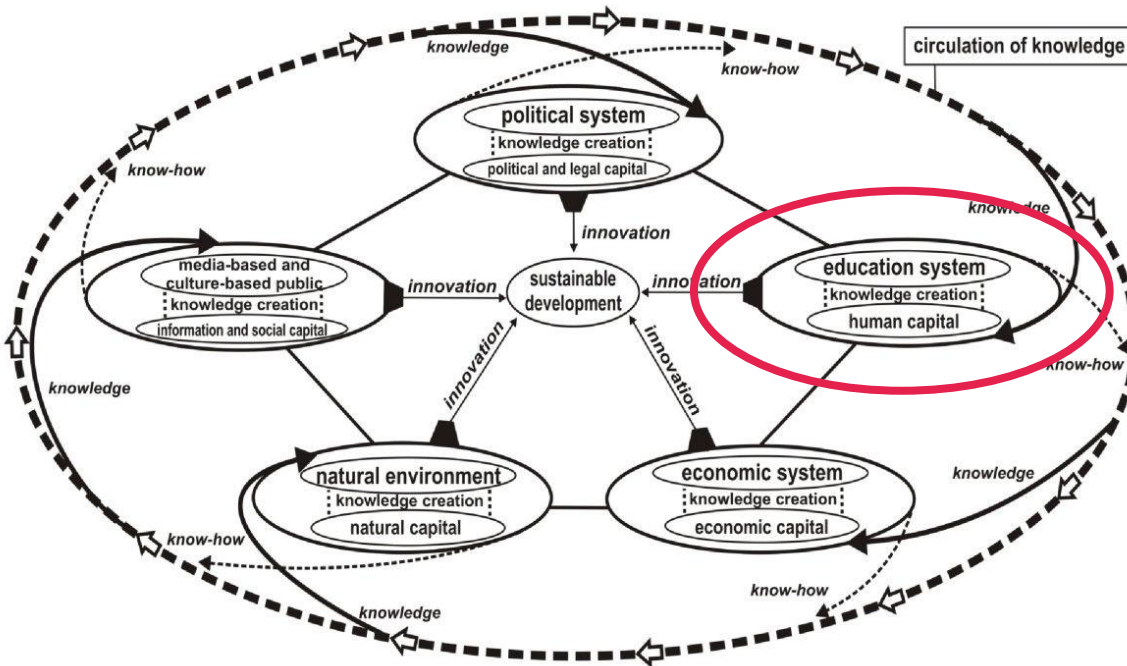 knowledge
circulation of knowledge
know-how
political system
knowledge creation
political and legal capital
know-how
knowledge
innovation
media-based and
culture-based public
knowledge creation
information and social capital
innovation
sustainable
development
innovation
education system
knowledge creation
human capital
know-how
knowledge
innovation
innovation
natural environment
knowledge creation
natural capital
economic system
knowledge creation
economic capital
knowledge
know-how
know-how
knowledge